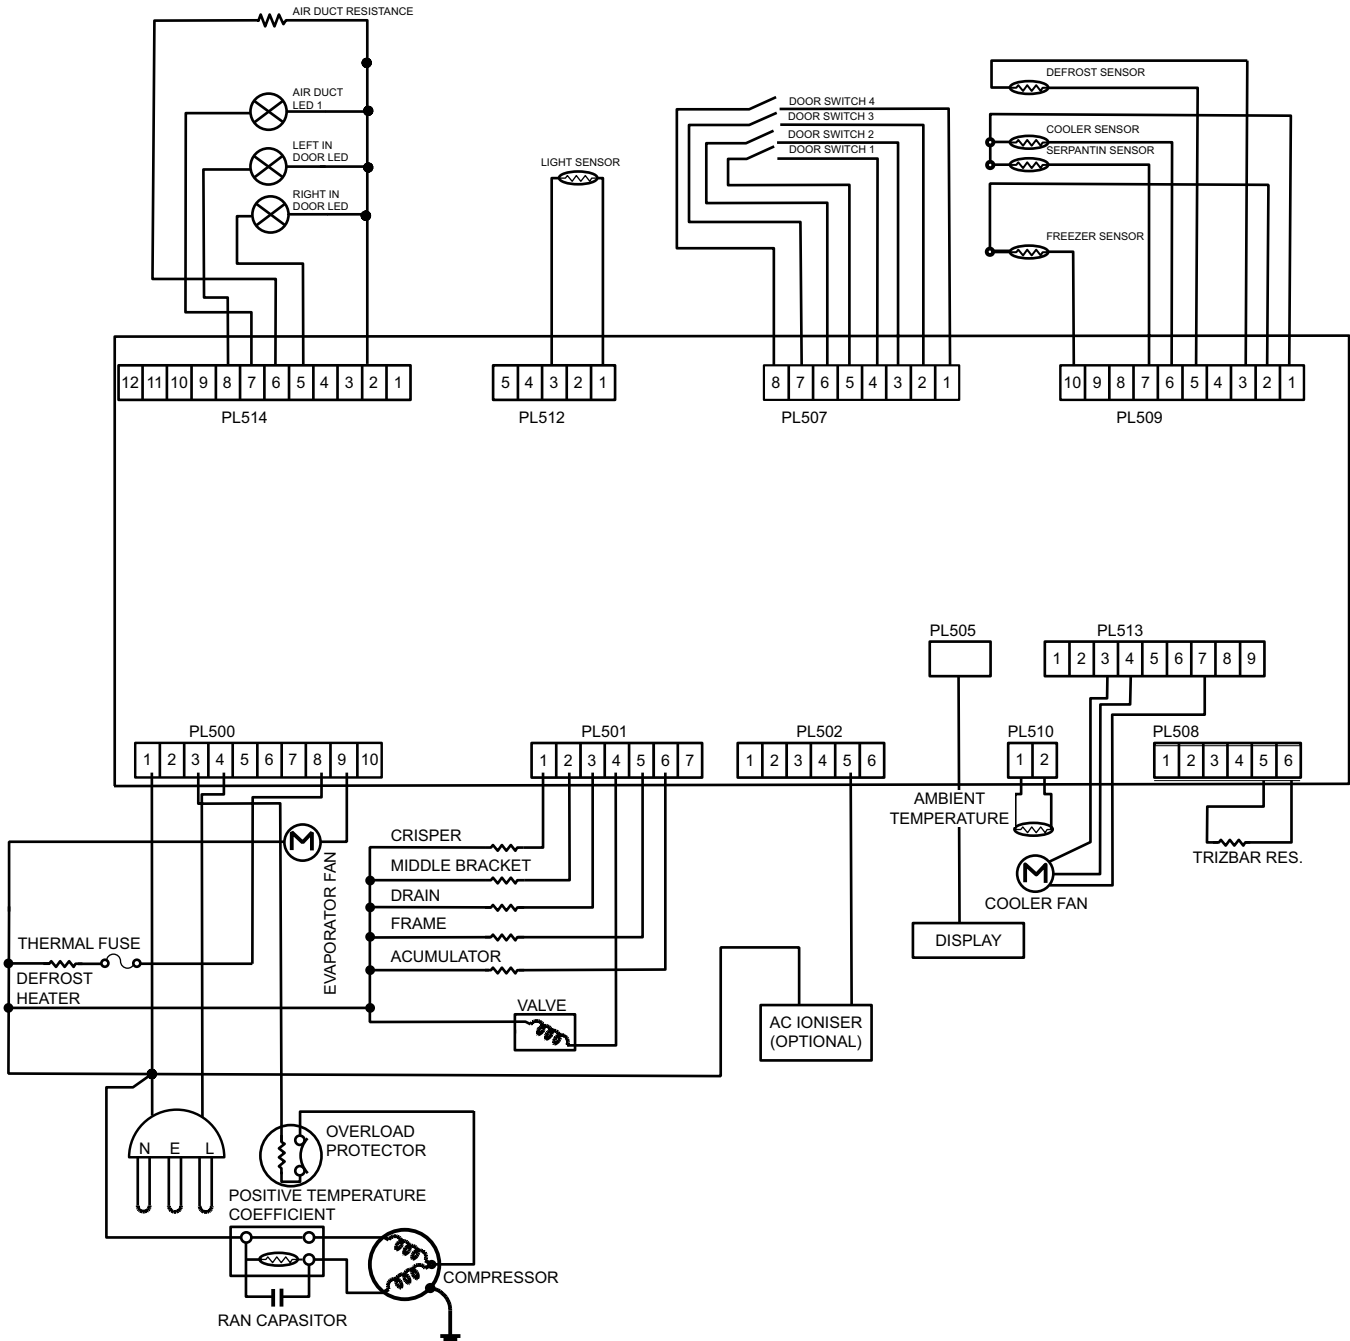 AIR DUCT RESISTANCE
AIR DUCT
LED 1
LEFT IN
DOOR LED
RIGHT IN
DOOR LED
LIGHT SENSOR
DOOR SWITCH 4
DOOR SWITCH 3
DOOR SWITCH 2
DOOR SWITCH 1
DEFROST SENSOR
COOLER SENSOR
SERPANTIN SENSOR
FREEZER SENSOR
12 11 10 9 8 7 6 5 4 3 2 1
PL514
5 4 3 2 1
PL512
8 7 6 5 4 3 2 1
PL507
10 9 8 7 6 5 4 3 2 1
PL509
PL505
PL513
1 2 3 4 5 6 7 8 9
PL500
1 2 3 4 5 6 7 8 9 10
PL501
1 2 3 4 5 6 7
PL502
1 2 3 4 5 6
PL510
1 2
PL508
1 2 3 4 5 6
AMBIENT
TEMPERATURE
TRIZBAR RES.
M
COOLER FAN
DISPLAY
M
EVAPORATOR FAN
CRISPER
MIDDLE BRACKET
DRAIN
FRAME
ACUMULATOR
VALVE
THERMAL FUSE
DEFROST
HEATER
AC IONISER
(OPTIONAL)
N E L
OVERLOAD
PROTECTOR
POSITIVE TEMPERATURE
COEFFICIENT
COMPRESSOR
RAN CAPASITOR